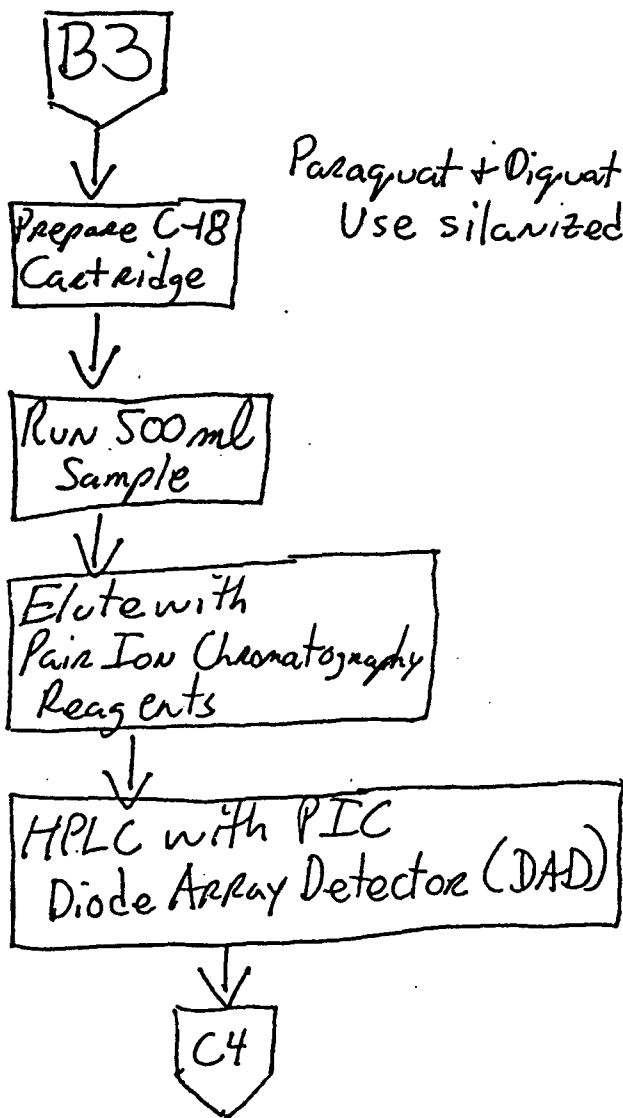 B3
Paraquat + Diquat
Use silanized
Prepare C-18
Cartridge
Run 500 ml
Sample
Elute with
Pair Ion Chromatography
Reagents
HPLC with PIC
Diode Array Detector (DAD)
C4